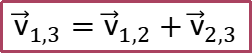 v⃗₁,₃ = v⃗₁,₂ + v⃗₂,₃